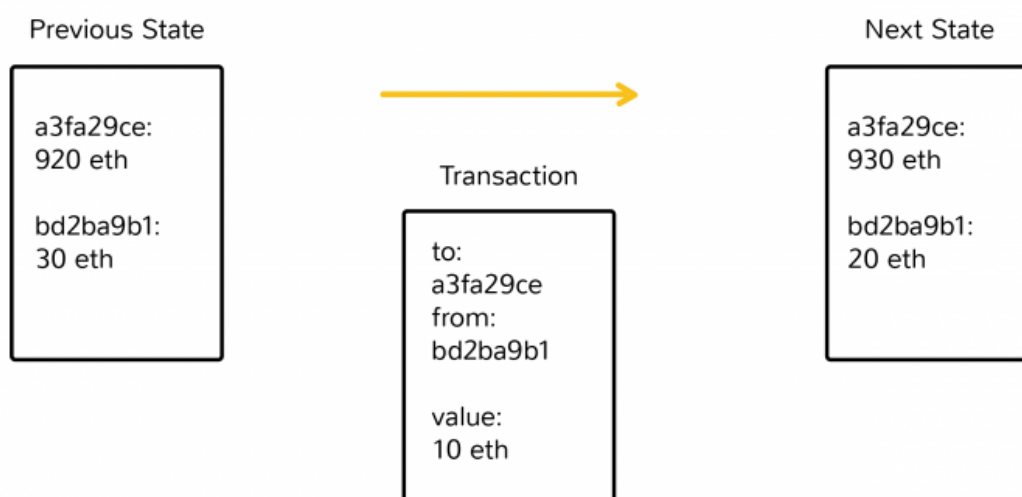 Previous State
a3fa29ce:
920 eth
bd2ba9b1:
30 eth
Transaction
to:
a3fa29ce
from:
bd2ba9b1
value:
10 eth
Next State
a3fa29ce:
930 eth
bd2ba9b1:
20 eth